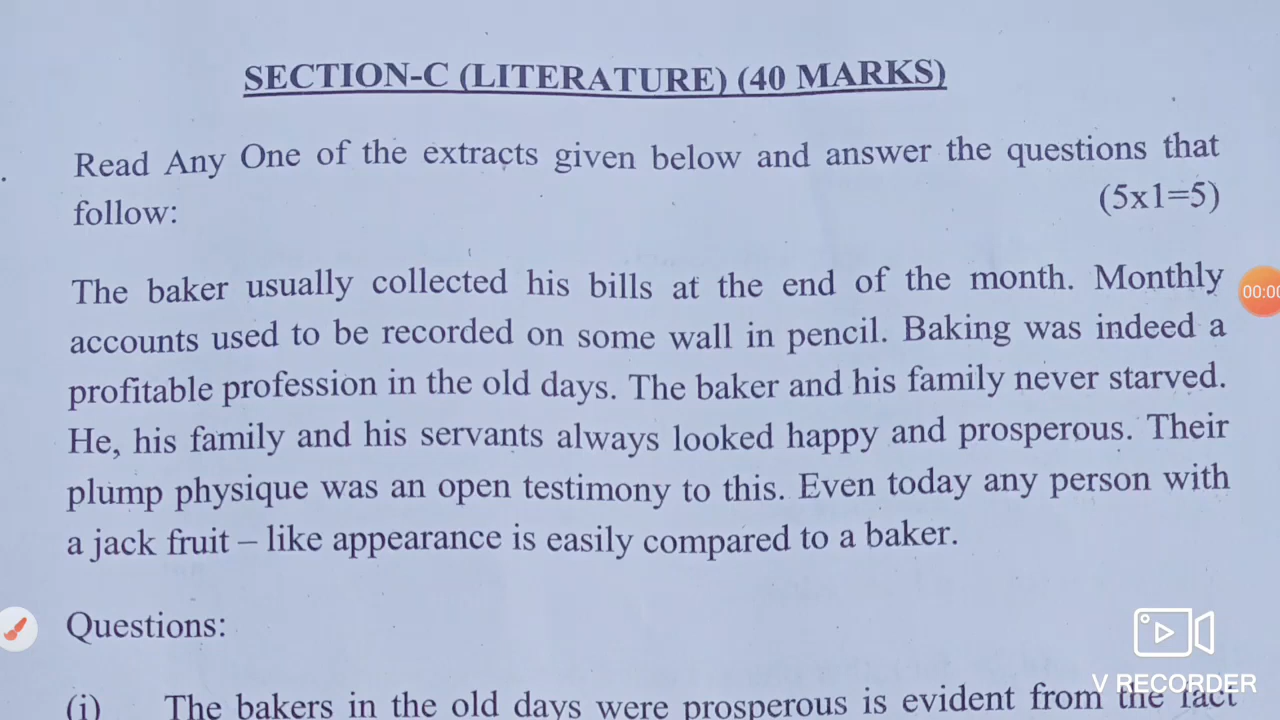 SECTION-C (LITERATURE) (40 MARKS)
Read Any One of the extracts given below and answer the questions that
follow: (5x1=5)
The baker usually collected his bills at the end of the month. Monthly
accounts used to be recorded on some wall in pencil. Baking was indeed a
profitable profession in the old days. The baker and his family never starved.
He, his family and his servants always looked happy and prosperous. Their
plump physique was an open testimony to this. Even today any person with
a jack fruit – like appearance is easily compared to a baker.
Questions:
(i) The bakers in the old days were prosperous is evident from the fact
00:00
V RECORDER